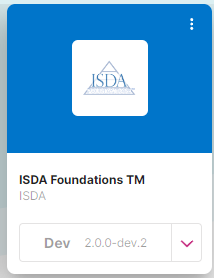 ISDA
ISDA Foundations TM
ISDA
Dev 2.0.0-dev.2